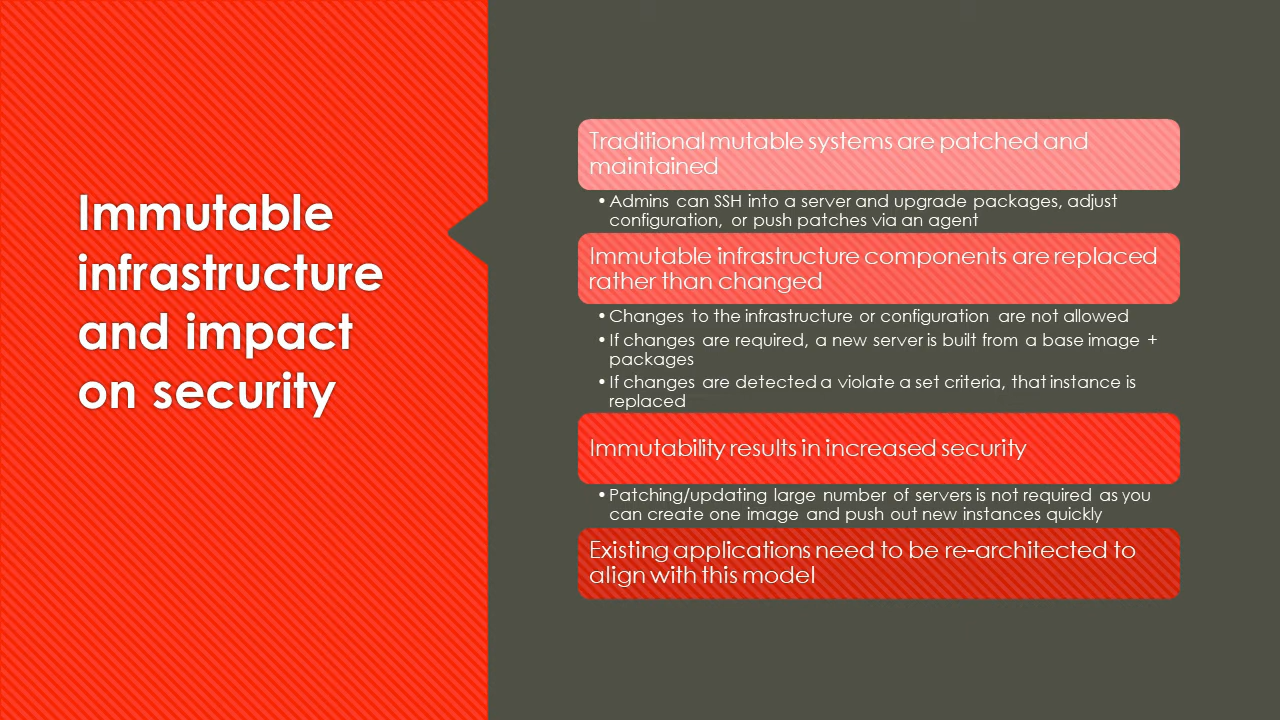 Immutable
infrastructure
and impact
on security
Traditional mutable systems are patched and
maintained
• Admins can SSH into a server and upgrade packages, adjust
configuration, or push patches via an agent
Immutable infrastructure components are replaced
rather than changed
• Changes to the infrastructure or configuration are not allowed
• If changes are required, a new server is built from a base image +
packages
• If changes are detected a violate a set criteria, that instance is
replaced
Immutability results in increased security
• Patching/updating large number of servers is not required as you
can create one image and push out new instances quickly
Existing applications need to be re-architected to
align with this model